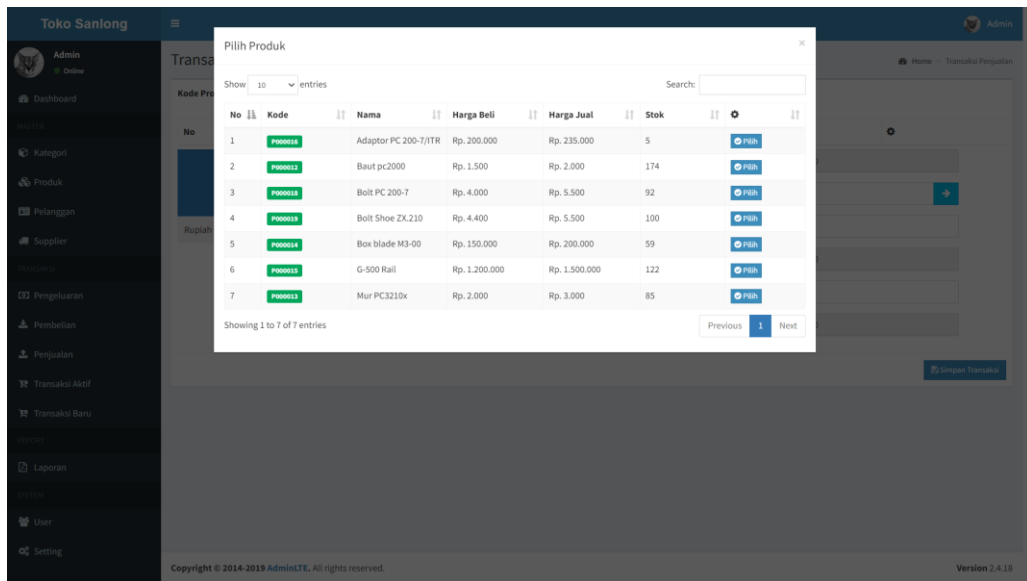 Toko Sanlong
Admin
Admin
Online
Transa
Home
Transaksi Penjualan
Dashboard
MASTER
Kategori
Produk
Pelanggan
Supplier
TRANSAKSI
Pengeluaran
Pembelian
Penjualan
Transaksi Aktif
Transaksi Baru
REPORT
Laporan
SYSTEM
User
Setting
Kode Pro
No
Rupiah
Pilih Produk ×
Show 10 entries Search:
No Kode Nama Harga Beli Harga Jual Stok
1 P000016 Adaptor PC 200-7/ITR Rp. 200.000 Rp. 235.000 5 Pilih
2 P000012 Baut pc2000 Rp. 1.500 Rp. 2.000 174 Pilih
3 P000018 Bolt PC 200-7 Rp. 4.000 Rp. 5.500 92 Pilih
4 P000019 Bolt Shoe ZX.210 Rp. 4.400 Rp. 5.500 100 Pilih
5 P000014 Box blade M3-00 Rp. 150.000 Rp. 200.000 59 Pilih
6 P000015 G-500 Rail Rp. 1.200.000 Rp. 1.500.000 122 Pilih
7 P000013 Mur PC3210x Rp. 2.000 Rp. 3.000 85 Pilih
Showing 1 to 7 of 7 entries
Previous 1 Next
Simpan Transaksi
Copyright © 2014-2019 AdminLTE. All rights reserved.
Version 2.4.18